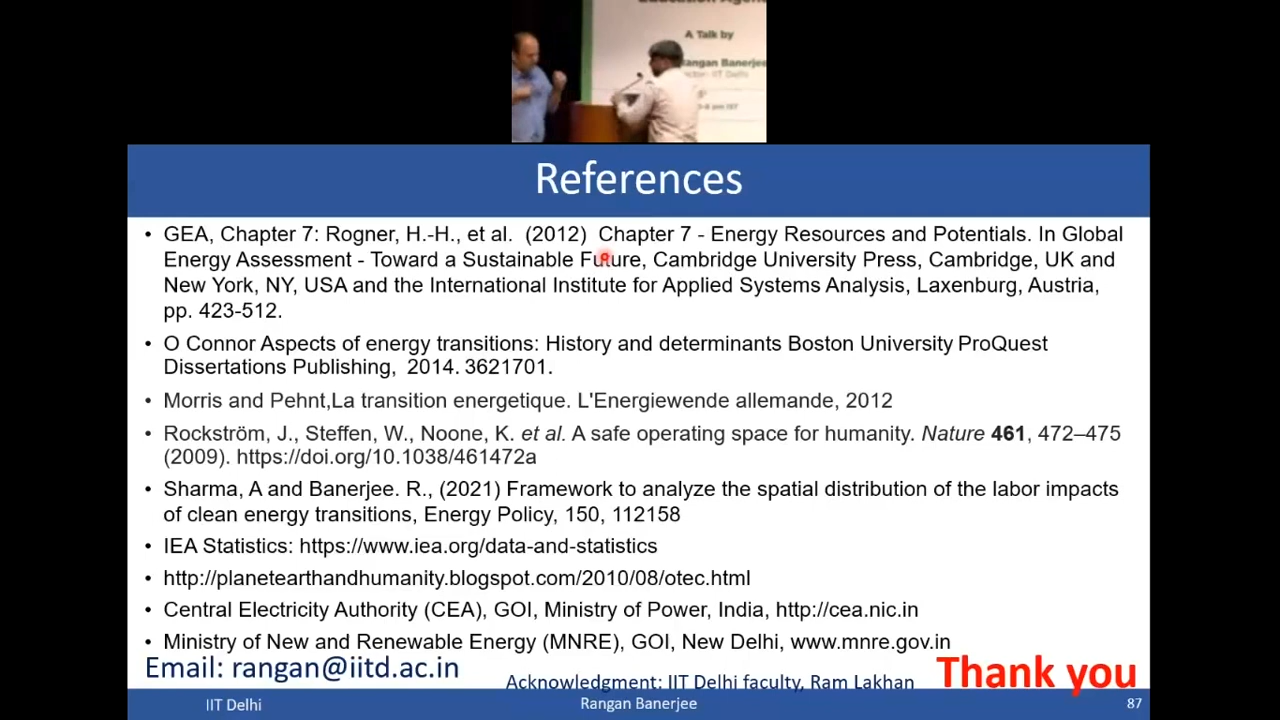 A Talk by
Rangan Banerjee
References
• GEA, Chapter 7: Rogner, H.-H., et al. (2012) Chapter 7 - Energy Resources and Potentials. In Global
Energy Assessment - Toward a Sustainable Future, Cambridge University Press, Cambridge, UK and
New York, NY, USA and the International Institute for Applied Systems Analysis, Laxenburg, Austria,
pp. 423-512.
• O Connor Aspects of energy transitions: History and determinants Boston University ProQuest
Dissertations Publishing, 2014. 3621701.
• Morris and Pehnt,La transition energetique. L'Energiewende allemande, 2012
• Rockström, J., Steffen, W., Noone, K. et al. A safe operating space for humanity. Nature 461, 472–475
(2009). https://doi.org/10.1038/461472a
• Sharma, A and Banerjee. R., (2021) Framework to analyze the spatial distribution of the labor impacts
of clean energy transitions, Energy Policy, 150, 112158
• IEA Statistics: https://www.iea.org/data-and-statistics
• http://planetearthandhumanity.blogspot.com/2010/08/otec.html
• Central Electricity Authority (CEA), GOI, Ministry of Power, India, http://cea.nic.in
• Ministry of New and Renewable Energy (MNRE), GOI, New Delhi, www.mnre.gov.in
Email: rangan@iitd.ac.in
Acknowledgment: IIT Delhi faculty, Ram Lakhan
Thank you
IIT Delhi
Rangan Banerjee
87